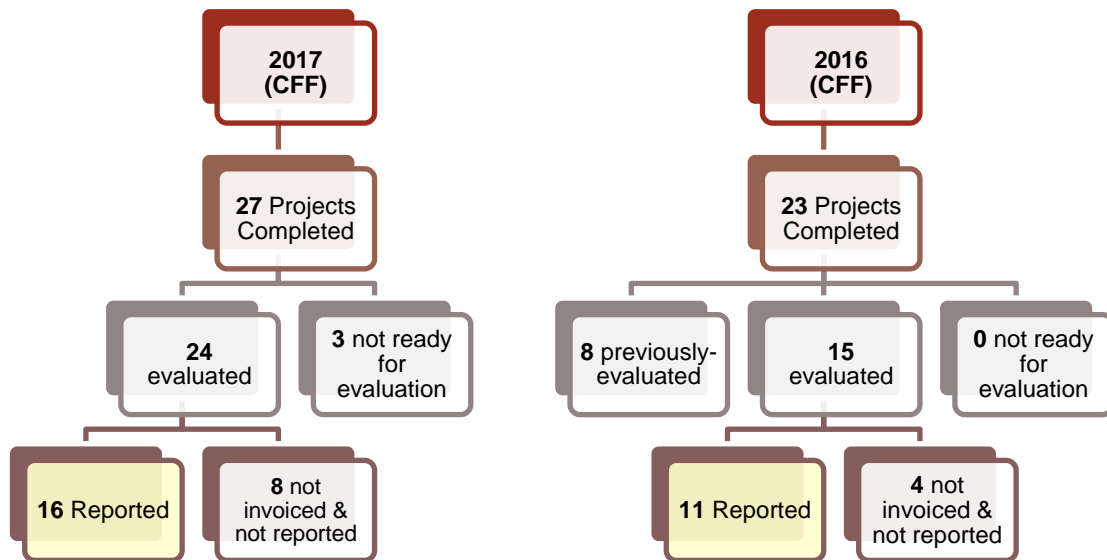 2017
(CFF)
27 Projects
Completed
24
evaluated
3 not ready
for
evaluation
16 Reported
8 not
invoiced &
not reported
2016
(CFF)
23 Projects
Completed
8 previously-
evaluated
15
evaluated
0 not ready
for
evaluation
11 Reported
4 not
invoiced &
not reported